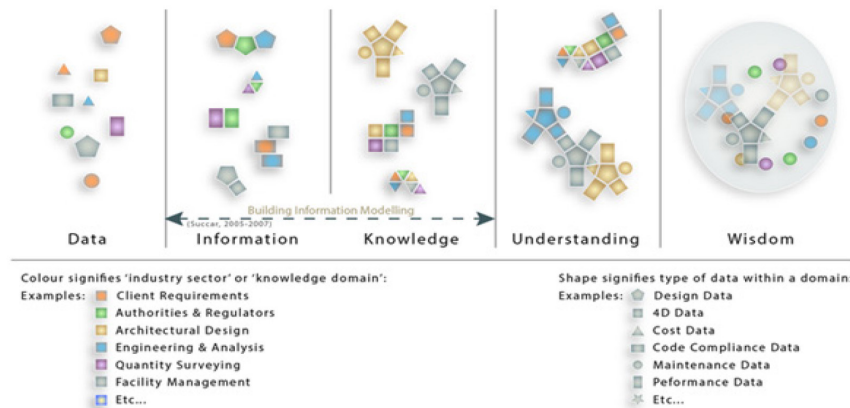 Building Information Modelling
(Succar, 2005-2007)
Data
Information
Knowledge
Understanding
Wisdom
Colour signifies 'industry sector' or 'knowledge domain':
Examples:
Client Requirements
Authorities & Regulators
Architectural Design
Engineering & Analysis
Quantity Surveying
Facility Management
Etc...
Shape signifies type of data within a domain:
Examples:
Design Data
4D Data
Cost Data
Code Compliance Data
Maintenance Data
Peformance Data
Etc...